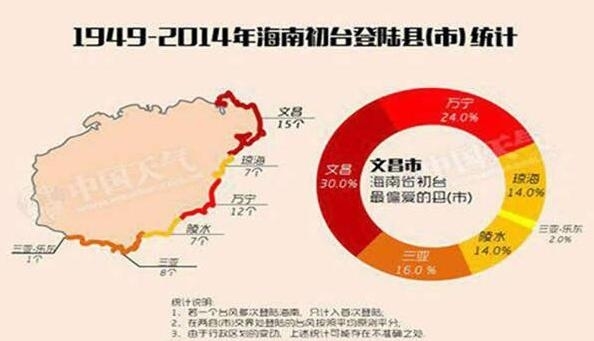 1949-2014年海南初台登陆县(市)统计
中国天气
文昌
15个
琼海
7个
万宁
12个
陵水
7个
三亚-乐东
1个
三亚
8个
万宁
24.0%
文昌
30.0%
琼海
14.0%
三亚-乐东
2.0%
陵水
14.0%
三亚
16.0%
文昌市
海南省初台
最偏爱的县(市)
中国天气
统计说明:
1、若一个台风多次登陆海南,只计入首次登陆;
2、在两县(市)交界处登陆的台风按照平均原则平分;
3、由于行政区划的变动,上述统计可能存在不准确之处.